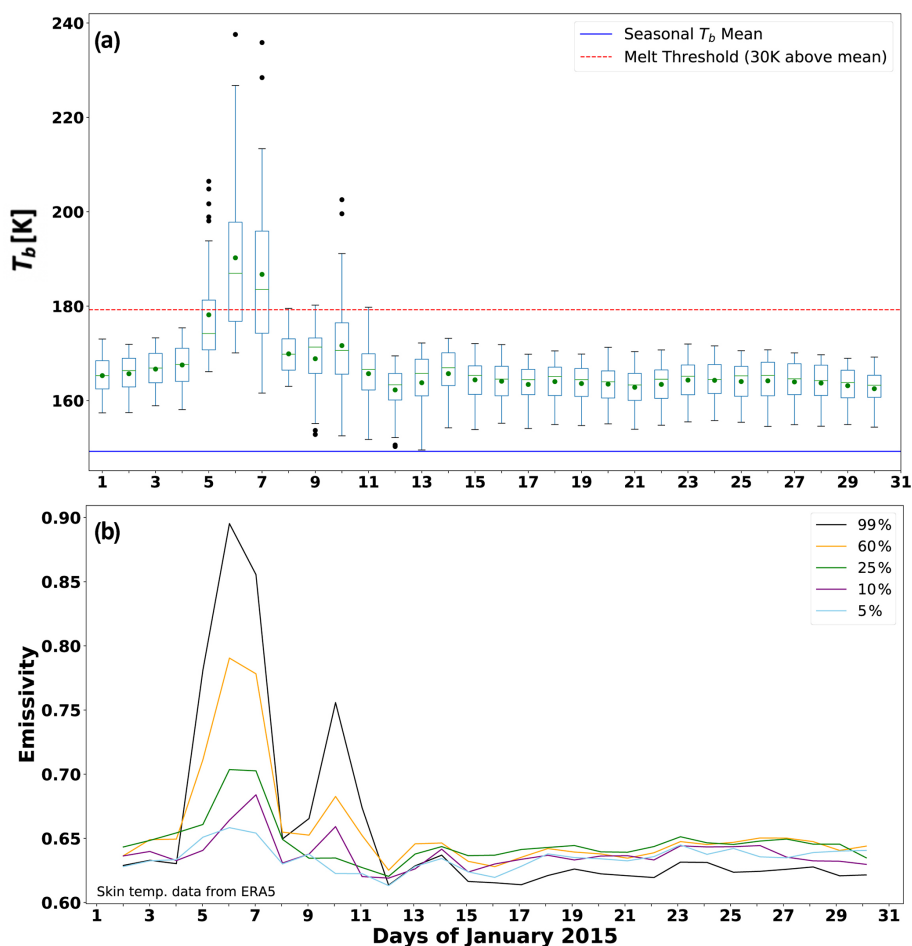 (a)
Seasonal T_b Mean
Melt Threshold (30K above mean)
240
220
200
180
160
T_b[K]
1 3 5 7 9 11 13 15 17 19 21 23 25 27 29 31
(b)
99%
60%
25%
10%
5%
0.90
0.85
0.80
0.75
0.70
0.65
0.60
Emissivity
Skin temp. data from ERA5
1 3 5 7 9 11 13 15 17 19 21 23 25 27 29 31
Days of January 2015